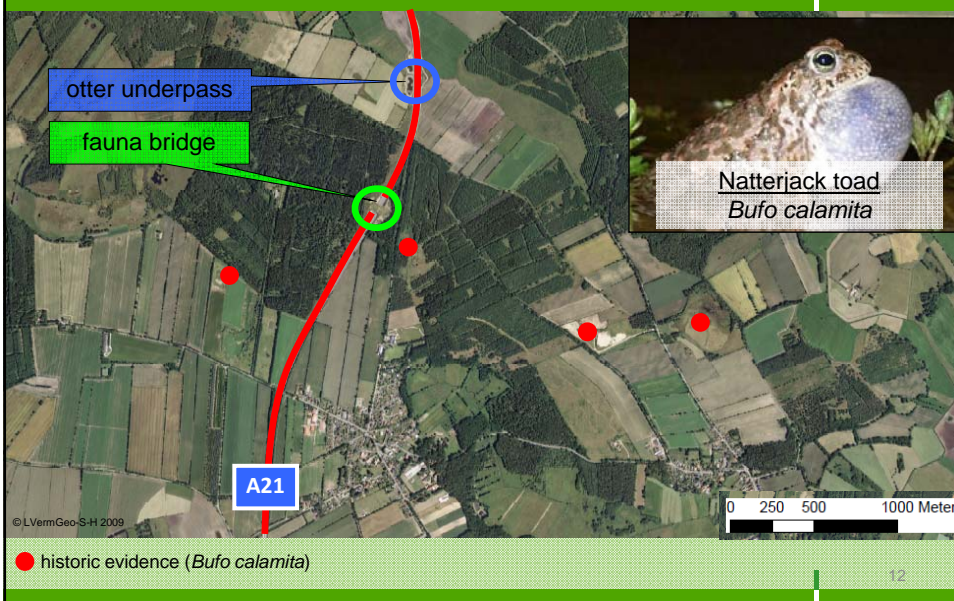 otter underpass
fauna bridge
Natterjack toad
Bufo calamita
A21
0 250 500 1000 Meter
© LVermGeo-S-H 2009
historic evidence (Bufo calamita)
12